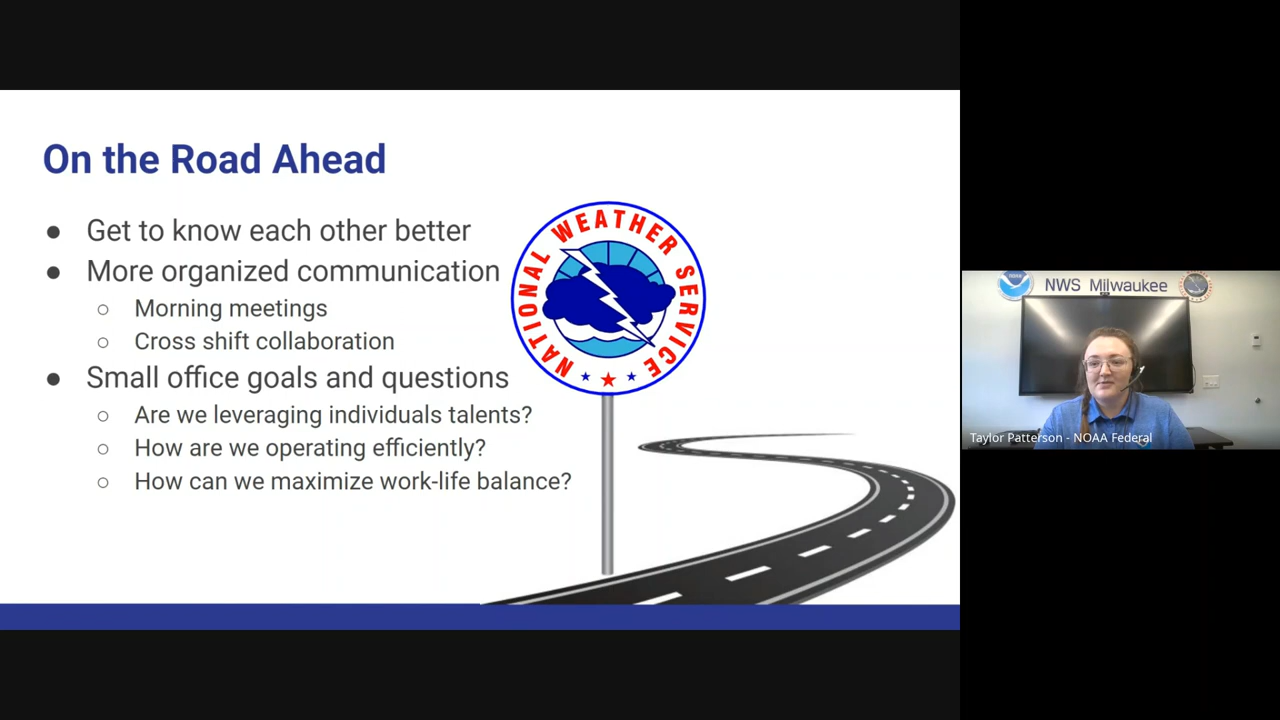 On the Road Ahead
● Get to know each other better
● More organized communication
○ Morning meetings
○ Cross shift collaboration
● Small office goals and questions
○ Are we leveraging individuals talents?
○ How are we operating efficiently?
○ How can we maximize work-life balance?
NATIONAL WEATHER SERVICE
NWS Milwaukee
NOAA
Taylor Patterson - NOAA Federal